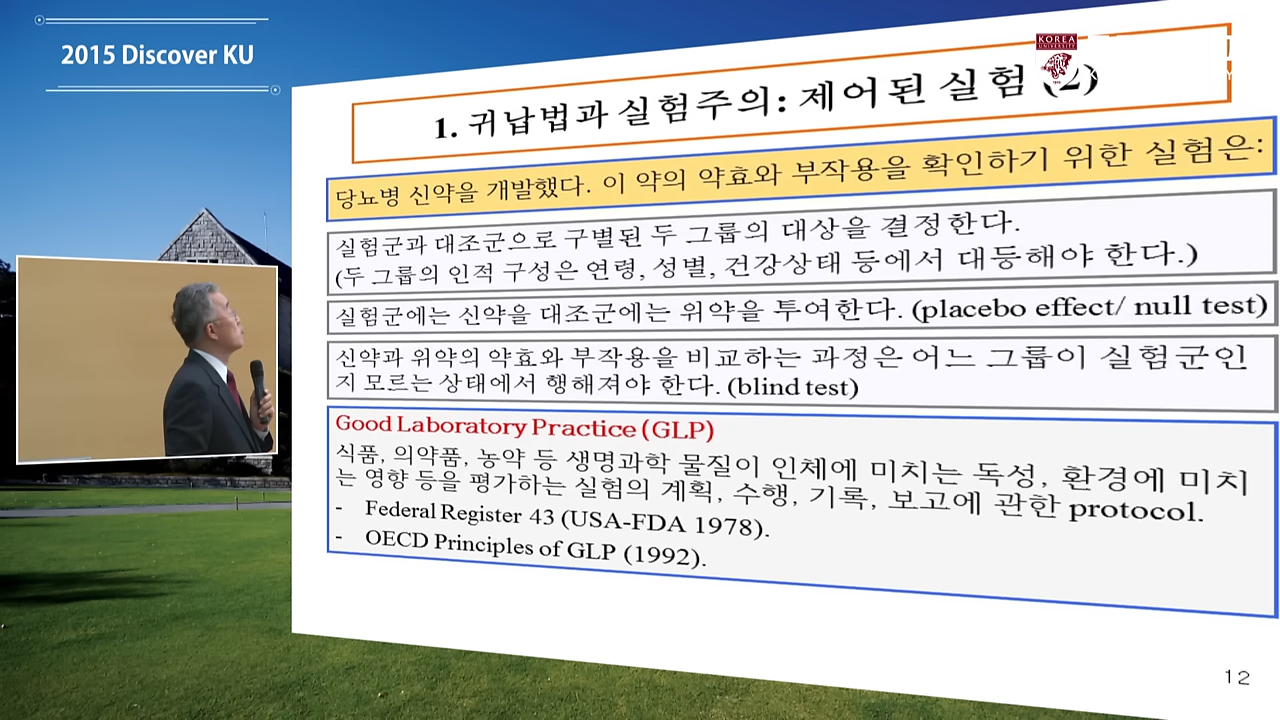 2015 Discover KU
KOREA
UNIVERSITY
1. 귀납법과 실험주의: 제어된 실험 (2)
당뇨병 신약을 개발했다. 이 약의 약효와 부작용을 확인하기 위한 실험은:
실험군과 대조군으로 구별된 두 그룹의 대상을 결정한다.
(두 그룹의 인적 구성은 연령, 성별, 건강상태 등에서 대등해야 한다.)
실험군에는 신약을 대조군에는 위약을 투여한다. (placebo effect/ null test)
신약과 위약의 약효와 부작용을 비교하는 과정은 어느 그룹이 실험군인
지 모르는 상태에서 행해져야 한다. (blind test)
Good Laboratory Practice (GLP)
식품, 의약품, 농약 등 생명과학 물질이 인체에 미치는 독성, 환경에 미치
는 영향 등을 평가하는 실험의 계획, 수행, 기록, 보고에 관한 protocol.
- Federal Register 43 (USA-FDA 1978).
- OECD Principles of GLP (1992).
12